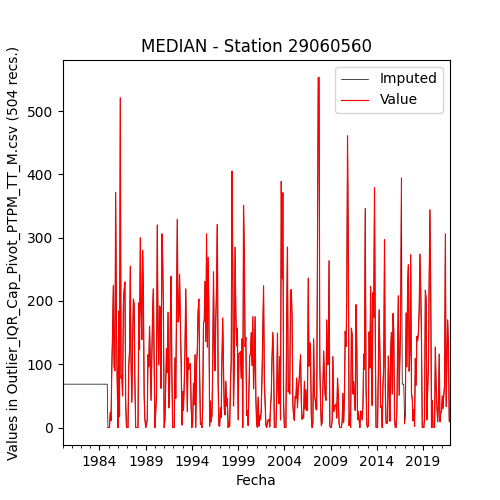 MEDIAN - Station 29060560
Values in Outlier_IQR_Cap_Pivot_PTPM_TT_M.csv (504 recs.)
Imputed
Value
500
400
300
200
100
0
1984 1989 1994 1999 2004 2009 2014 2019
Fecha